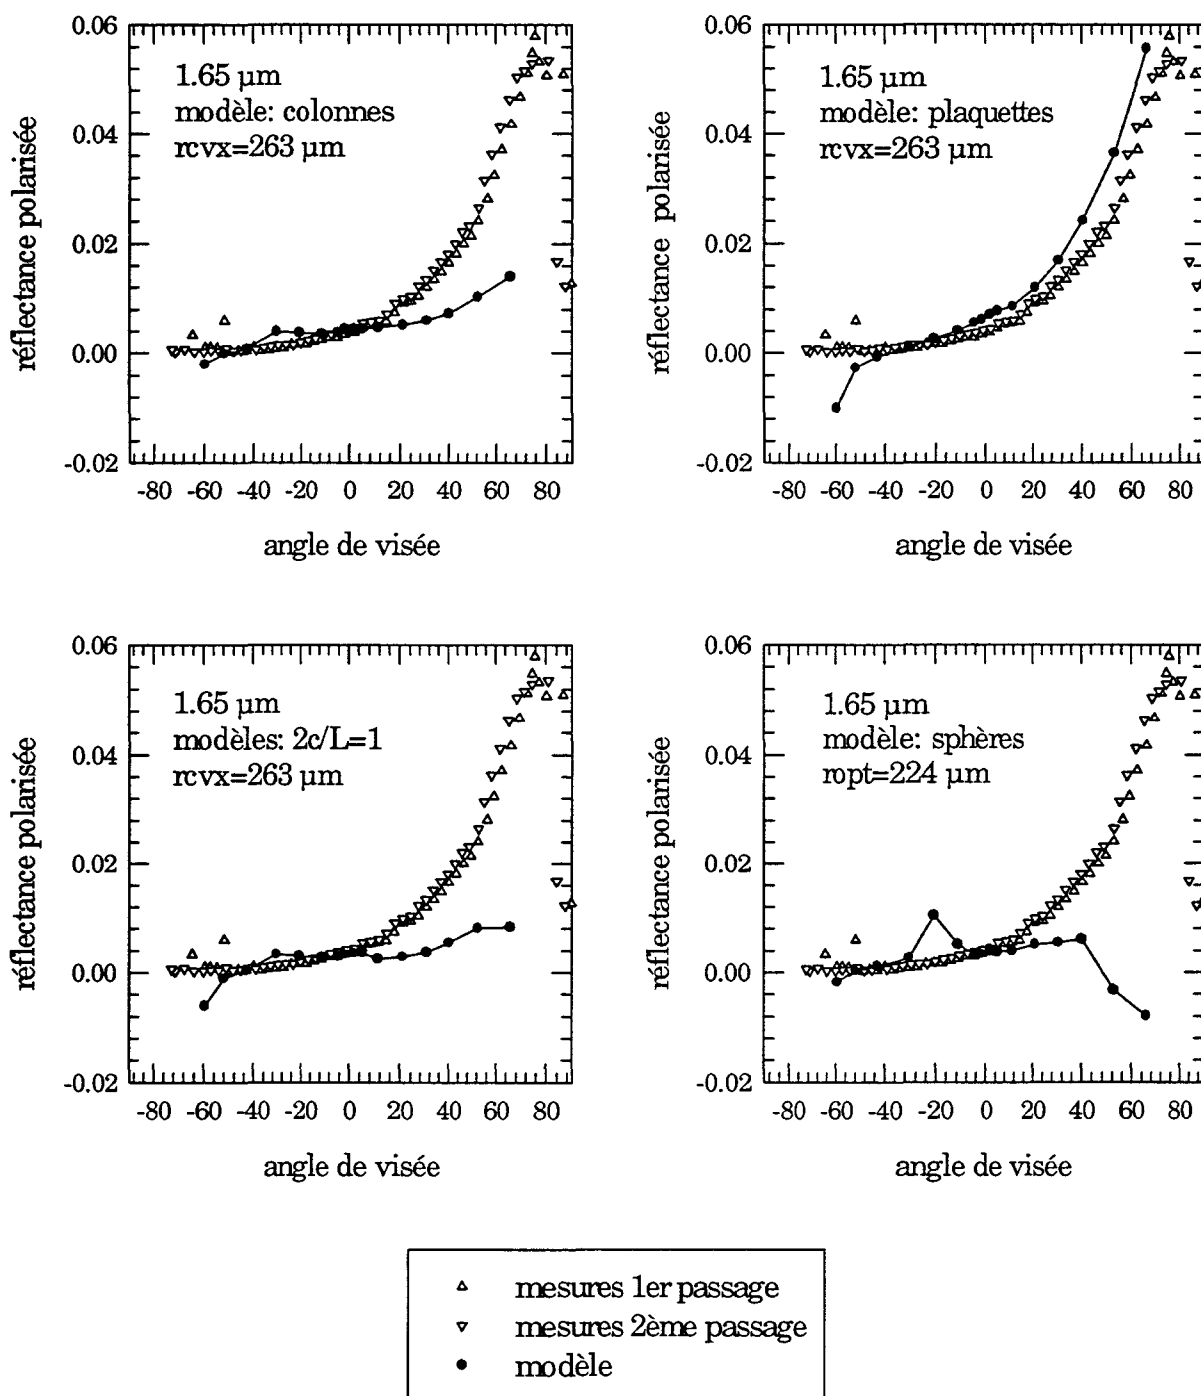 0.06
0.04
0.02
0.00
-0.02
réflectance polarisée
1.65 µm
modèle: colonnes
rcvx=263 µm
-80 -60 -40 -20 0 20 40 60 80
angle de visée
0.06
0.04
0.02
0.00
-0.02
réflectance polarisée
1.65 µm
modèle: plaquettes
rcvx=263 µm
-80 -60 -40 -20 0 20 40 60 80
angle de visée
0.06
0.04
0.02
0.00
-0.02
réflectance polarisée
1.65 µm
modèles: 2c/L=1
rcvx=263 µm
-80 -60 -40 -20 0 20 40 60 80
angle de visée
0.06
0.04
0.02
0.00
-0.02
réflectance polarisée
1.65 µm
modèle: sphères
ropt=224 µm
-80 -60 -40 -20 0 20 40 60 80
angle de visée
mesures 1er passage
mesures 2ème passage
modèle